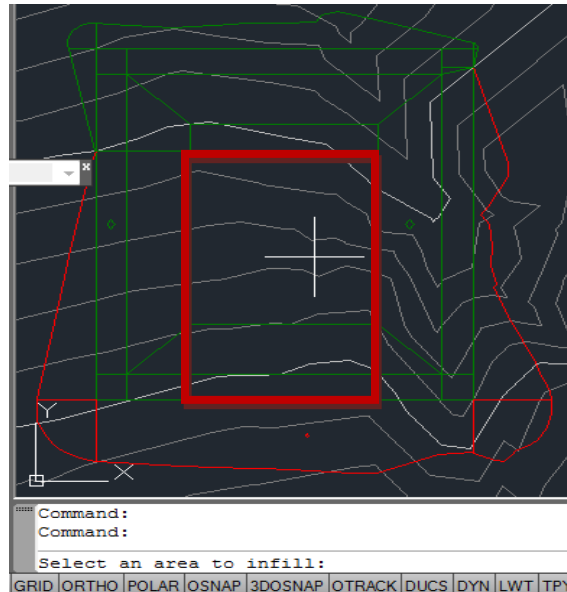 x
Y
X
Command:
Command:
Select an area to infill:
GRID ORTHO POLAR OSNAP 3DOSNAP OTRACK DUCS DYN LWT TPY